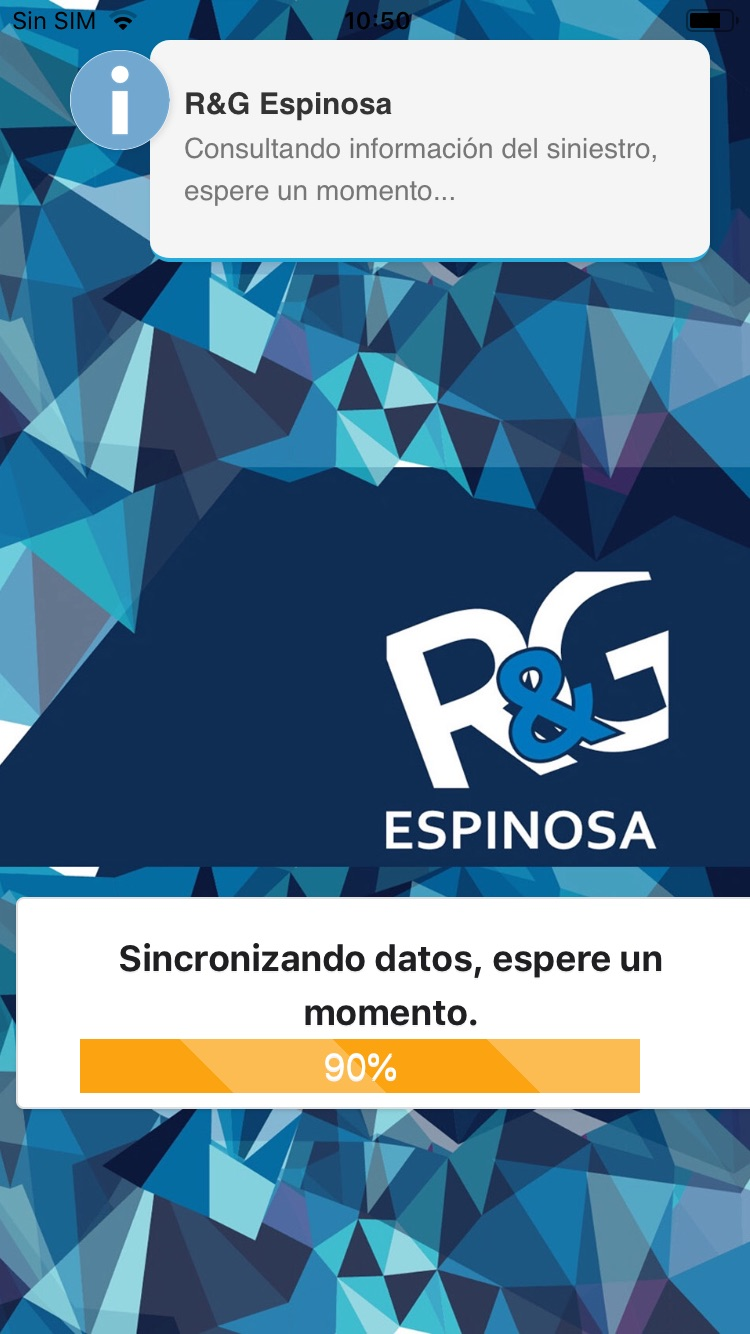 Sin SIM 10:50
R&G Espinosa
Consultando información del siniestro,
espere un momento...
R&G
ESPINOSA
Sincronizando datos, espere un
momento.
90%